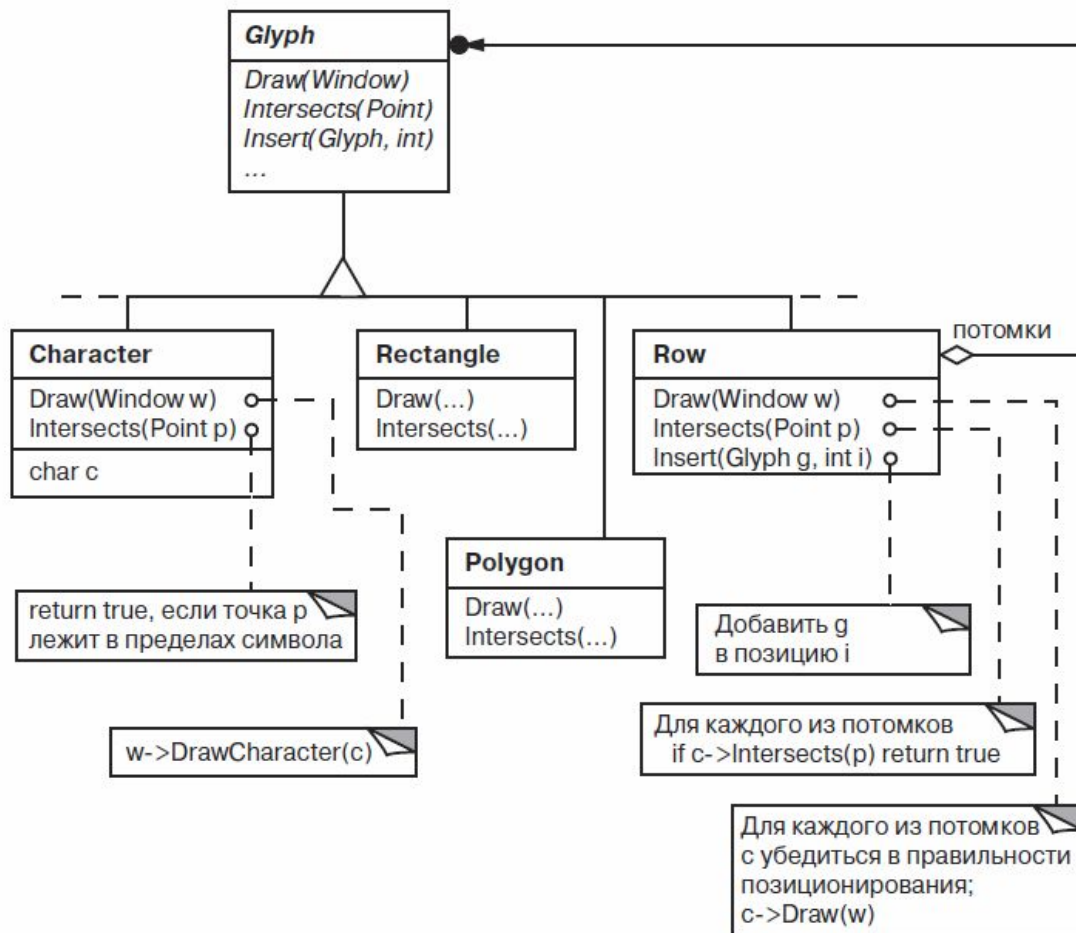 Glyph
Draw(Window)
Intersects(Point)
Insert(Glyph, int)
...
потомки
Character
Draw(Window w)
Intersects(Point p)
char c
Rectangle
Draw(...)
Intersects(...)
Row
Draw(Window w)
Intersects(Point p)
Insert(Glyph g, int i)
Polygon
Draw(...)
Intersects(...)
return true, если точка p
лежит в пределах символа
Добавить g
в позицию i
w->DrawCharacter(c)
Для каждого из потомков
if c->Intersects(p) return true
Для каждого из потомков
с убедиться в правильности
позиционирования;
c->Draw(w)